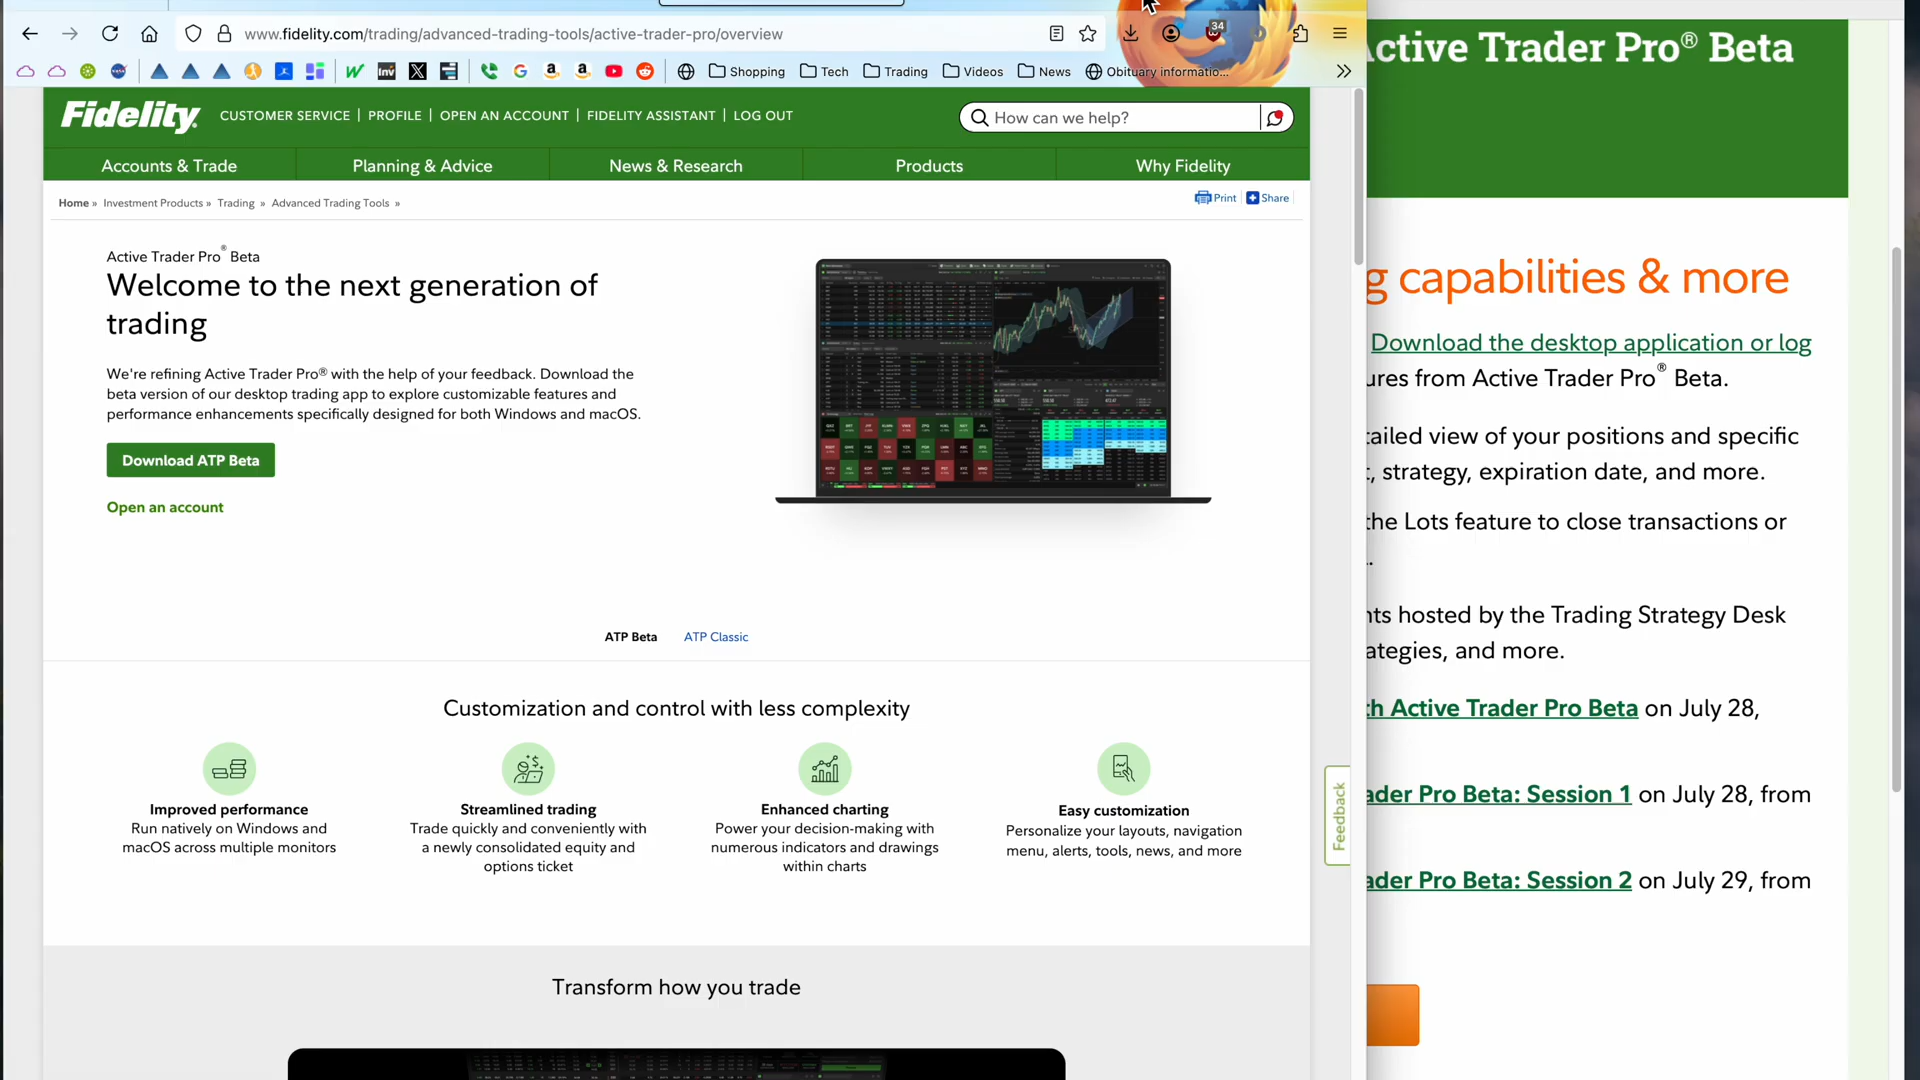 www.fidelity.com/trading/advanced-trading-tools/active-trader-pro/overview
34
Inv
Shopping
Tech
Trading
Videos
News
Obituary informatio...
Fidelity
CUSTOMER SERVICE | PROFILE | OPEN AN ACCOUNT | FIDELITY ASSISTANT | LOG OUT
How can we help?
Accounts & Trade
Planning & Advice
News & Research
Products
Why Fidelity
Home » Investment Products » Trading » Advanced Trading Tools »
Print
Share
Active Trader Pro® Beta
Welcome to the next generation of
trading
We're refining Active Trader Pro® with the help of your feedback. Download the
beta version of our desktop trading app to explore customizable features and
performance enhancements specifically designed for both Windows and macOS.
Download ATP Beta
Open an account
ATP Beta
ATP Classic
Customization and control with less complexity
Improved performance
Run natively on Windows and
macOS across multiple monitors
Streamlined trading
Trade quickly and conveniently with
a newly consolidated equity and
options ticket
Enhanced charting
Power your decision-making with
numerous indicators and drawings
within charts
Easy customization
Personalize your layouts, navigation
menu, alerts, tools, news, and more
Feedback
Transform how you trade
ctive Trader Pro® Beta
g capabilities & more
Download the desktop application or log
ures from Active Trader Pro® Beta.
tailed view of your positions and specific
t, strategy, expiration date, and more.
the Lots feature to close transactions or
.
nts hosted by the Trading Strategy Desk
ategies, and more.
th Active Trader Pro Beta on July 28,
ader Pro Beta: Session 1 on July 28, from
ader Pro Beta: Session 2 on July 29, from